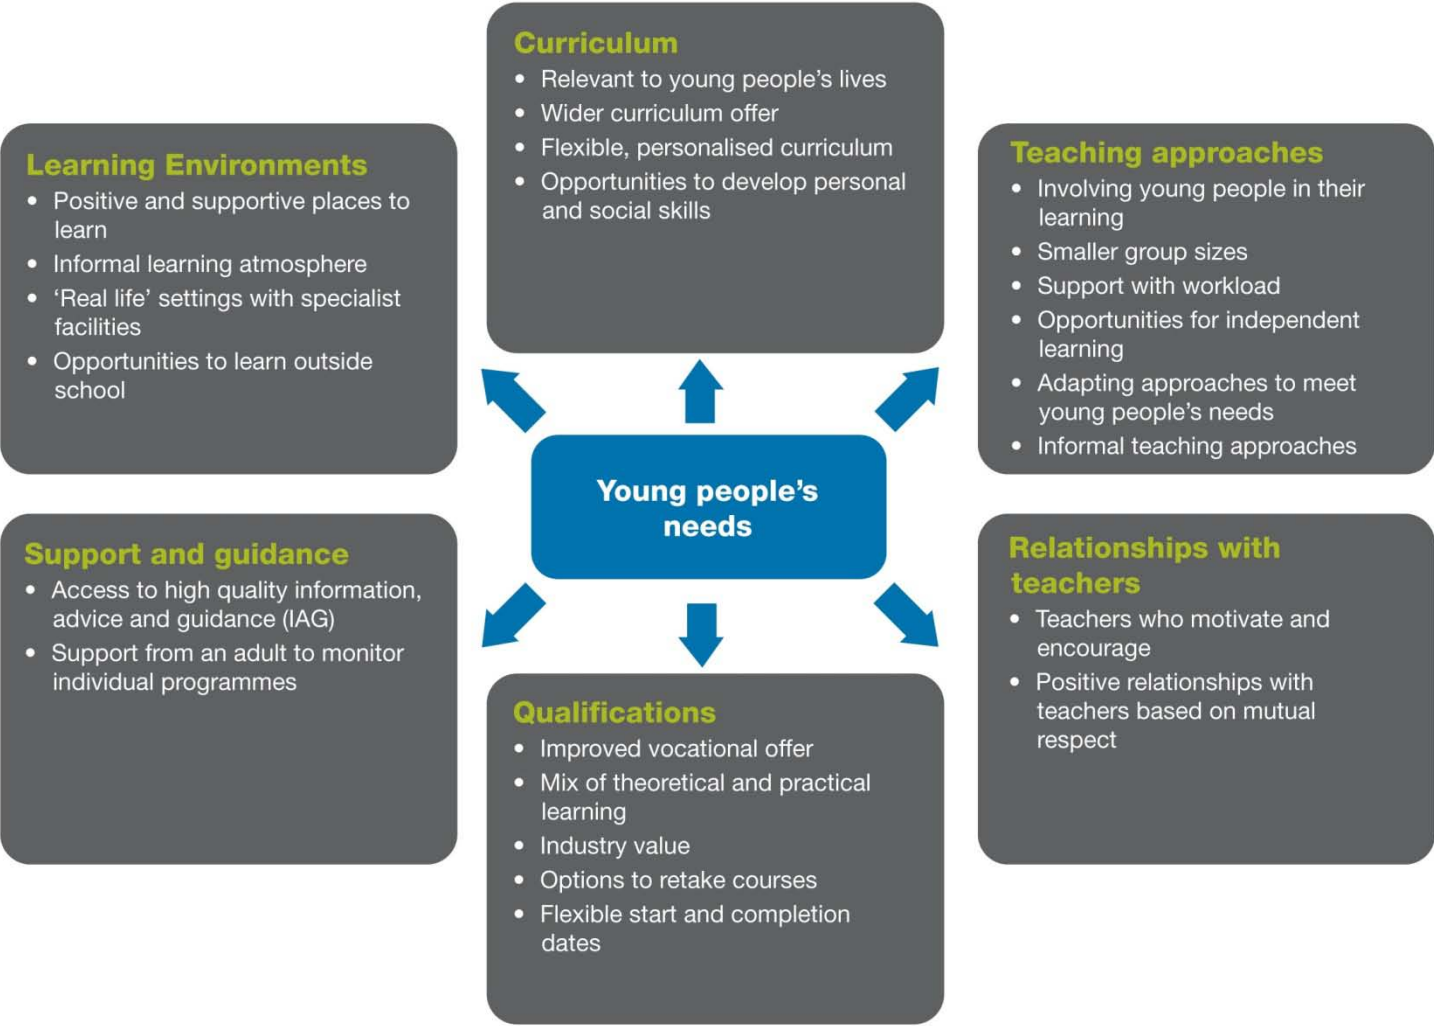 Curriculum
• Relevant to young people’s lives
• Wider curriculum offer
• Flexible, personalised curriculum
• Opportunities to develop personal
and social skills
Learning Environments
• Positive and supportive places to
learn
• Informal learning atmosphere
• ‘Real life’ settings with specialist
facilities
• Opportunities to learn outside
school
Teaching approaches
• Involving young people in their
learning
• Smaller group sizes
• Support with workload
• Opportunities for independent
learning
• Adapting approaches to meet
young people’s needs
• Informal teaching approaches
Young people’s
needs
Support and guidance
• Access to high quality information,
advice and guidance (IAG)
• Support from an adult to monitor
individual programmes
Relationships with
teachers
• Teachers who motivate and
encourage
• Positive relationships with
teachers based on mutual
respect
Qualifications
• Improved vocational offer
• Mix of theoretical and practical
learning
• Industry value
• Options to retake courses
• Flexible start and completion
dates